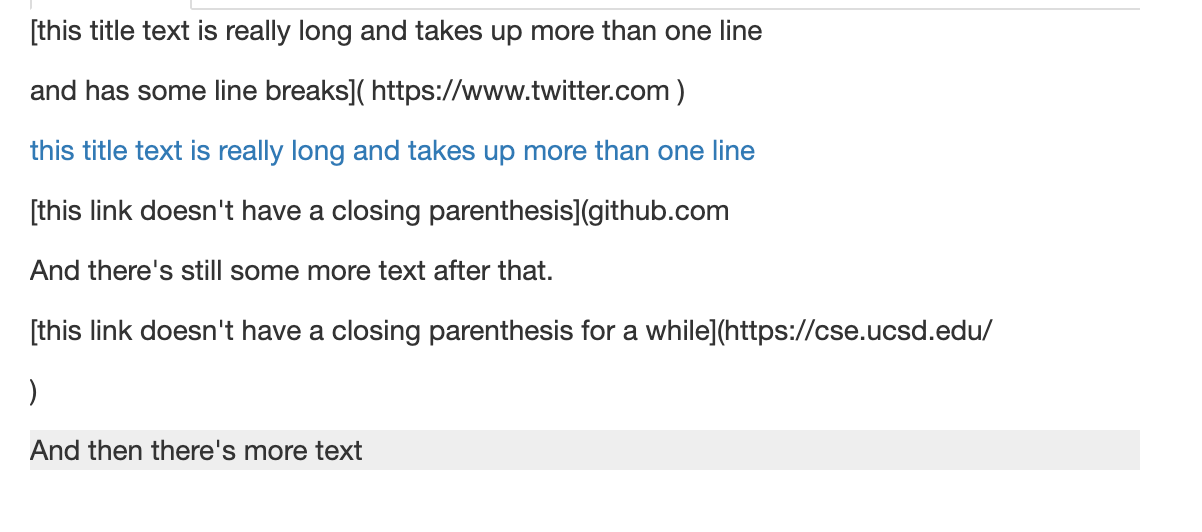 [this title text is really long and takes up more than one line
and has some line breaks]( https://www.twitter.com )
this title text is really long and takes up more than one line
[this link doesn't have a closing parenthesis](github.com
And there's still some more text after that.
[this link doesn't have a closing parenthesis for a while](https://cse.ucsd.edu/
)
And then there's more text